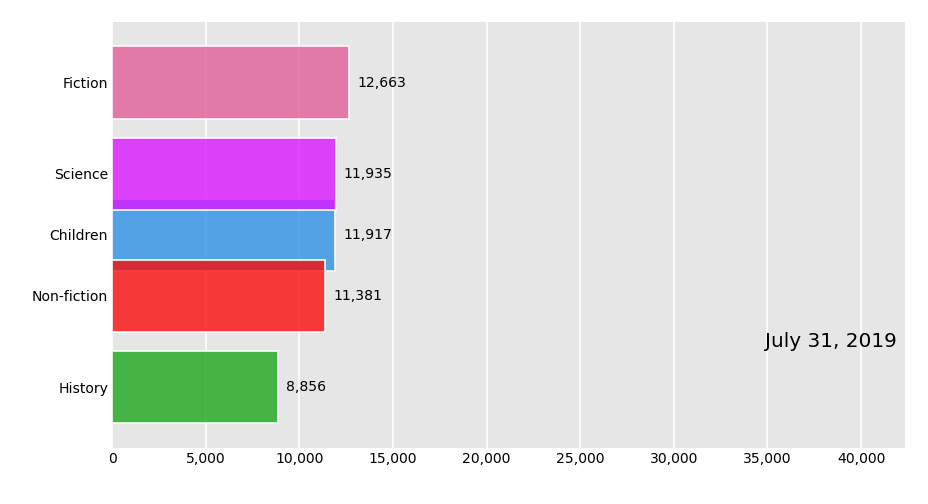 Fiction 12,663
Science 11,935
Children 11,917
Non-fiction 11,381
July 31, 2019
History 8,856
0 5,000 10,000 15,000 20,000 25,000 30,000 35,000 40,000